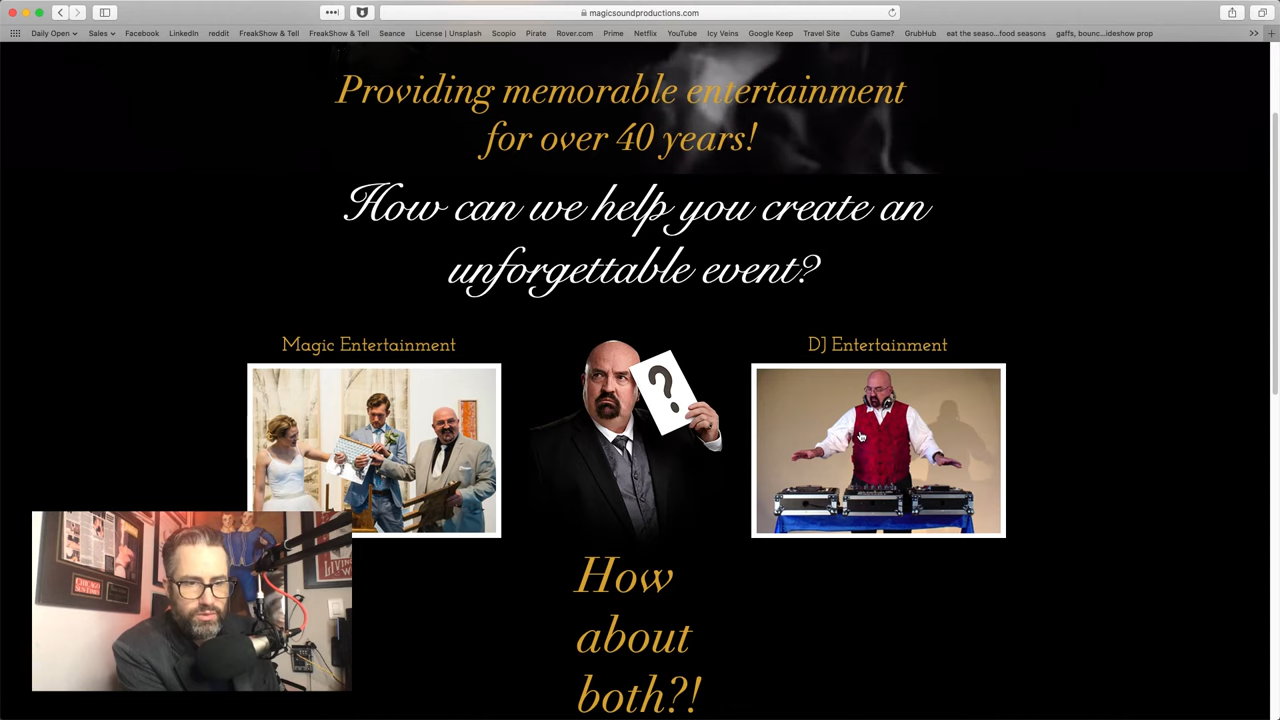 magicsoundproductions.com
Daily Open Sales Facebook LinkedIn reddit FreakShow & Tell FreakShow & Tell Seance License | Unsplash Scopio Pirate Rover.com Prime Netflix YouTube Icy Veins Google Keep Travel Site Cubs Game? GrubHub eat the seaso...food seasons gaffs, bounc...ideshow prop
Providing memorable entertainment
for over 40 years!
How can we help you create an
unforgettable event?
Magic Entertainment
DJ Entertainment
?
How
about
both?!
CHICAGO
SUN-TIMES